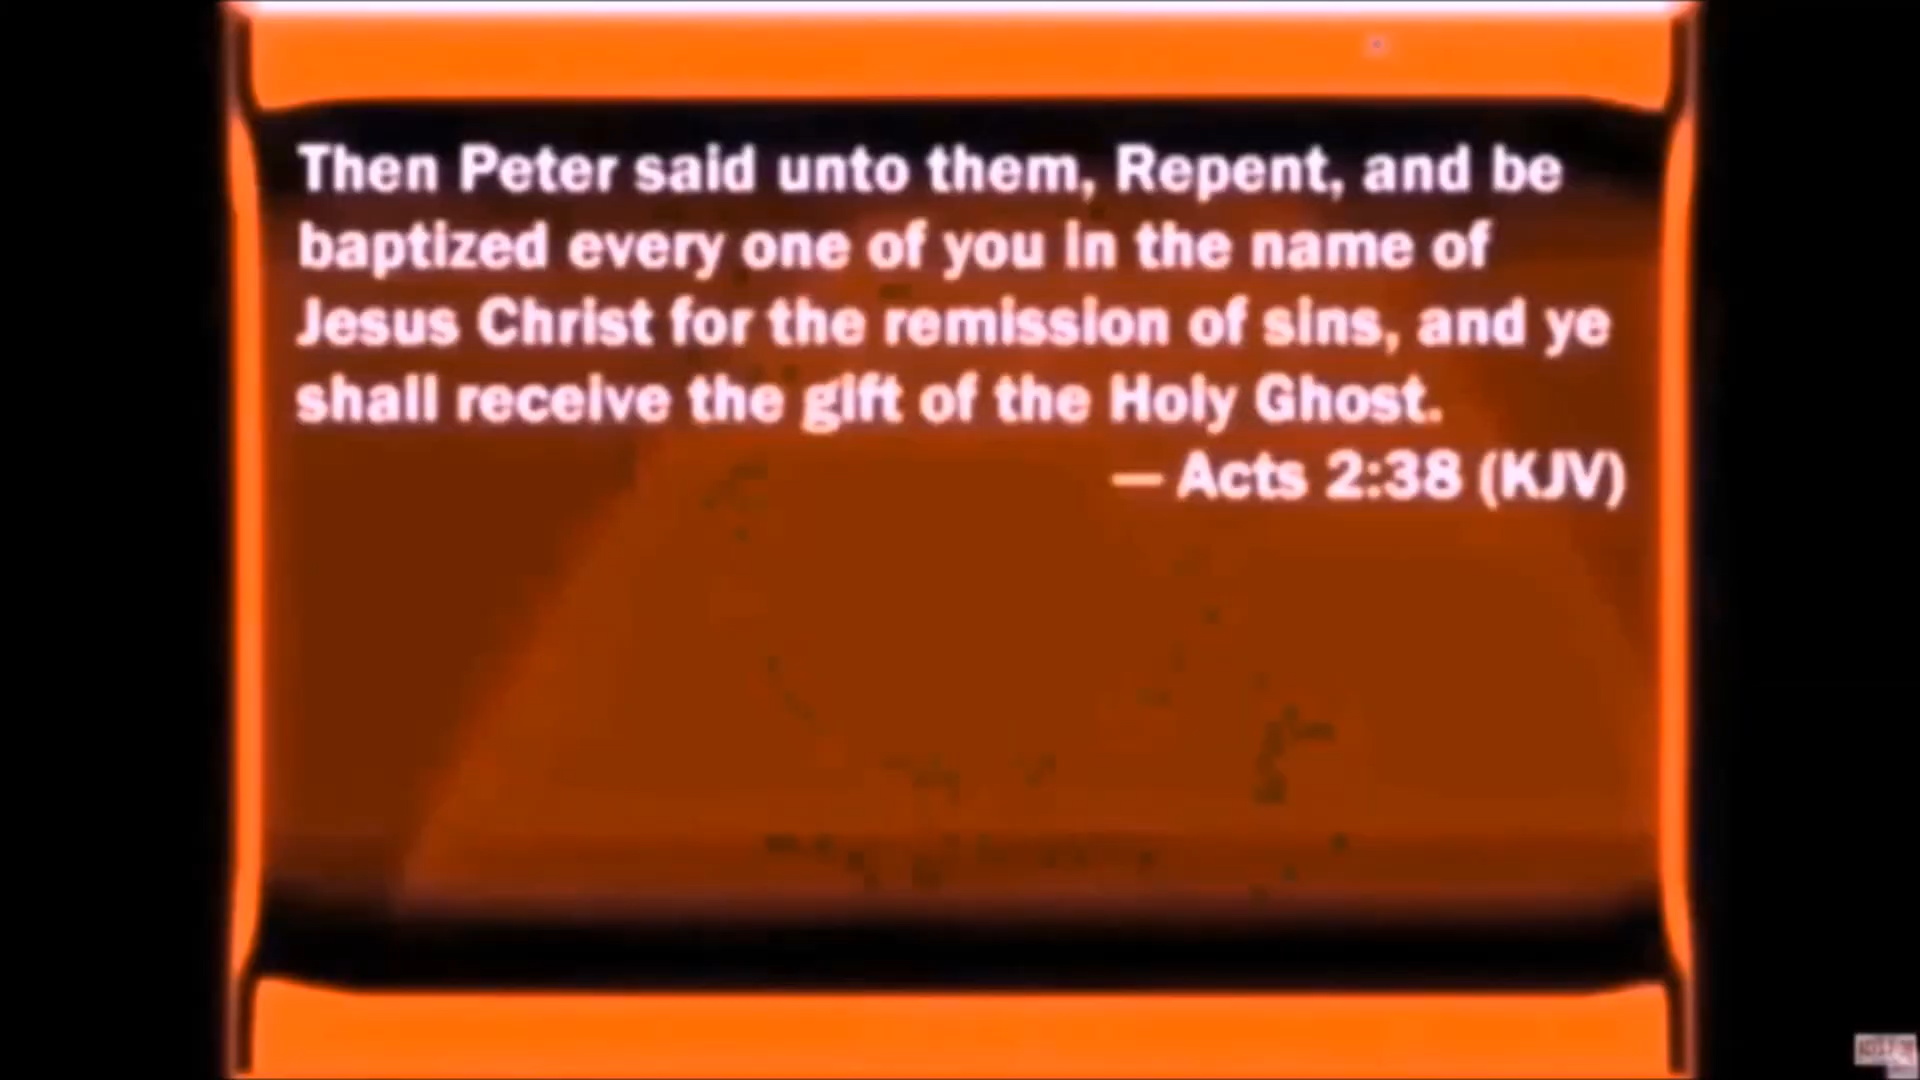 Then Peter said unto them, Repent, and be
baptized every one of you in the name of
Jesus Christ for the remission of sins, and ye
shall receive the gift of the Holy Ghost.
— Acts 2:38 (KJV)